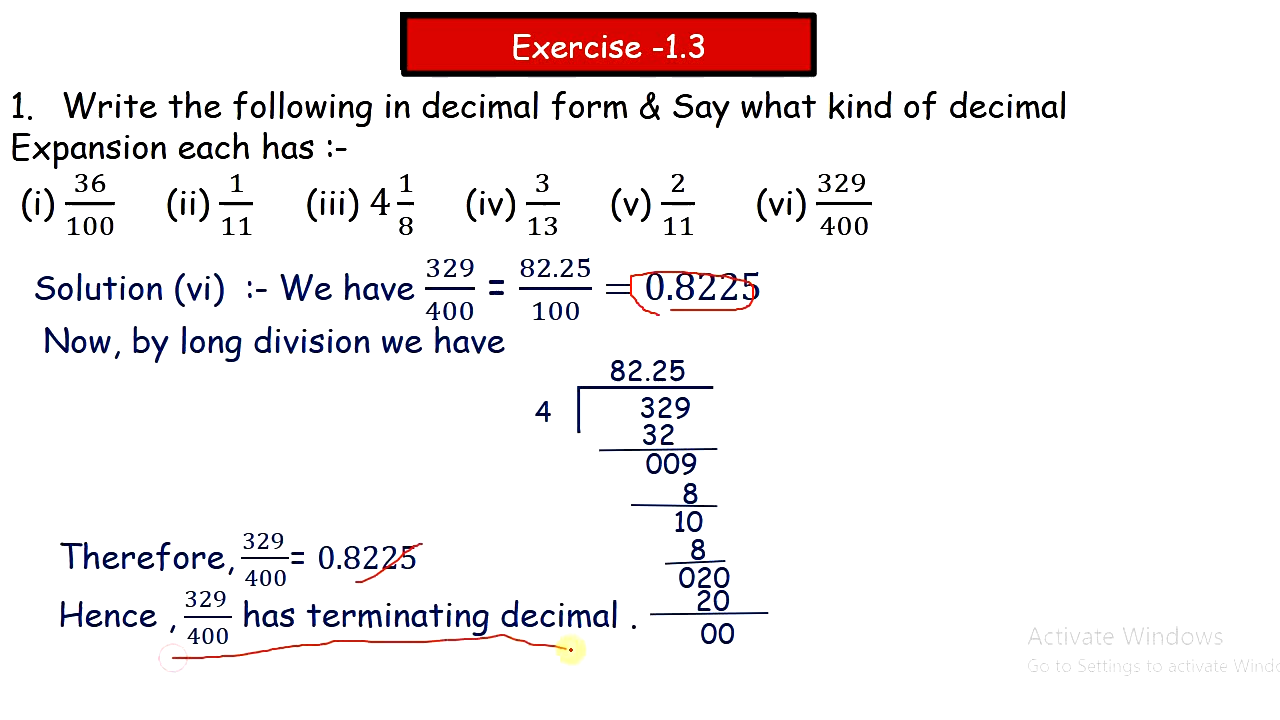 Exercise -1.3
1. Write the following in decimal form & Say what kind of decimal
Expansion each has :-
(i) 36/100 (ii) 1/11 (iii) 4 1/8 (iv) 3/13 (v) 2/11 (vi) 329/400
Solution (vi) :- We have 329/400 = 82.25/100 = 0.8225
Now, by long division we have
82.25
4 329
32
009
8
10
8
020
20
00
Therefore, 329/400 = 0.8225
Hence , 329/400 has terminating decimal .
Activate Windows
Go to Settings to activate Windo